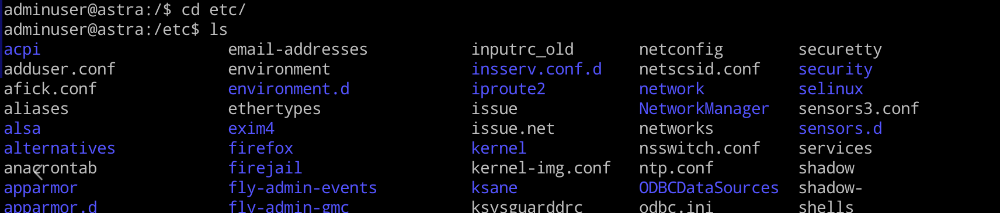 adminuser@astra:/$ cd etc/
adminuser@astra:/etc$ ls
acpi email-addresses inputrc_old netconfig securetty
adduser.conf environment insserv.conf.d netscsid.conf security
afick.conf environment.d iproute2 network selinux
aliases ethertypes issue NetworkManager sensors3.conf
alsa exim4 issue.net networks sensors.d
alternatives firefox kernel nsswitch.conf services
anacrontab firejail kernel-img.conf ntp.conf shadow
apparmor fly-admin-events ksane ODBCDataSources shadow-
apparmor.d fly-admin-gmc ksysguarddrc odbc.ini shells